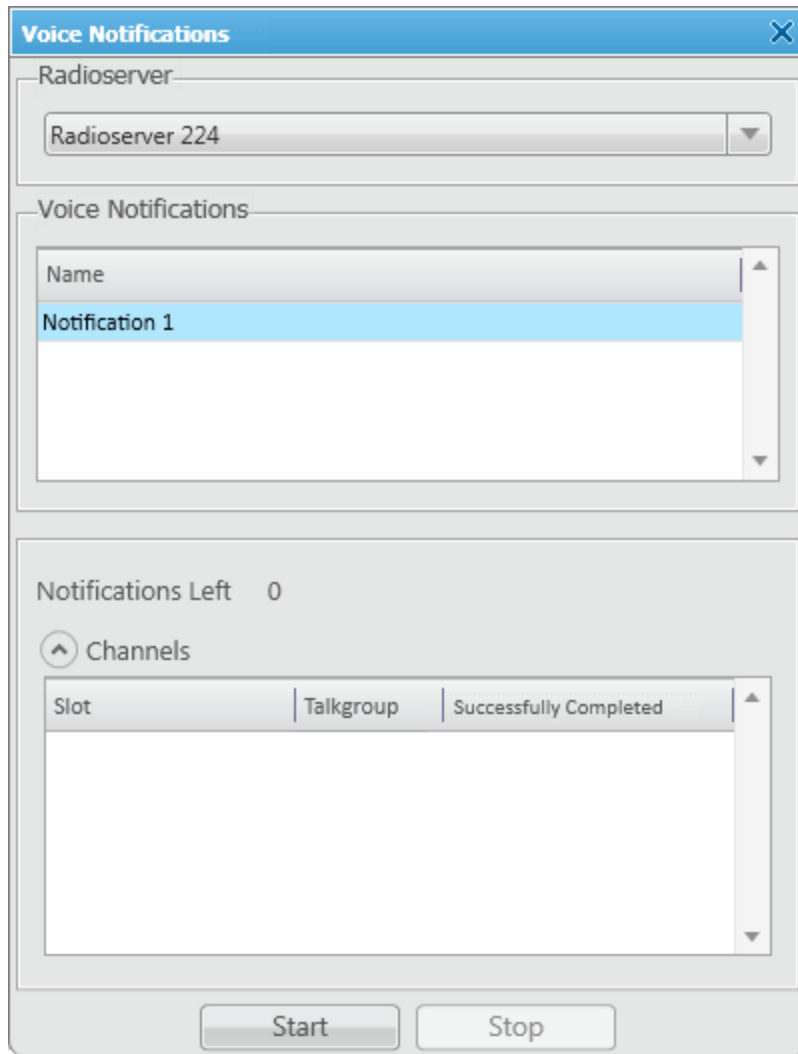 Voice Notifications
Radioserver
Radioserver 224
Voice Notifications
Name
Notification 1
Notifications Left 0
Channels
Slot Talkgroup Successfully Completed
Start Stop